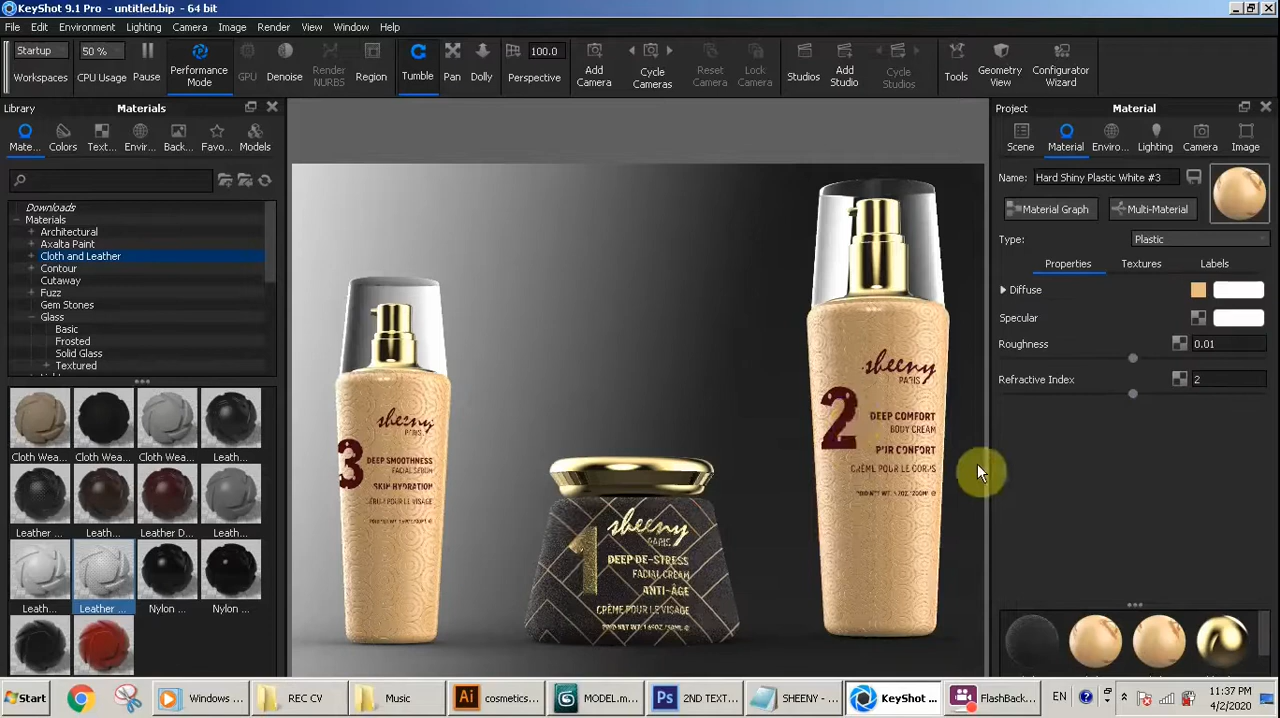 KeyShot 9.1 Pro - untitled.bip - 64 bit
File Edit Environment Lighting Camera Image Render View Window Help
Startup 50 % 100.0
Workspaces CPU Usage Pause Performance Mode GPU Denoise Render NURBS Region Tumble Pan Dolly Perspective Add Camera Cycle Cameras Reset Camera Lock Camera Studios Add Studio Cycle Studios Tools Geometry View Configurator Wizard
Library Materials
Mate... Colors Text... Envir... Back... Favo... Models
Downloads
Materials
Architectural
Axalta Paint
Cloth and Leather
Contour
Cutaway
Fuzz
Gem Stones
Glass
Basic
Frosted
Solid Glass
Textured
Cloth Wea... Cloth Wea... Cloth Wea... Cloth ...
Leather ... Leath... Leather D... Leath...
Leath... Leather ... Nylon ... Nylon ...
sheeny
PARIS
3
DEEP SMOOTHNESS
FACIAL SERUM
SKIN HYDRATION
SÉRUM POUR LE VISAGE
sheeny
PARIS
1
DEEP DE-STRESS
FACIAL CREAM
ANTI-ÂGE
CRÈME POUR LE VISAGE
sheeny
PARIS
2
DEEP COMFORT
BODY CREAM
PUR CONFORT
CRÈME POUR LE CORPS
Project Material
Scene Material Enviro... Lighting Camera Image
Name: Hard Shiny Plastic White #3
Material Graph Multi-Material
Type: Plastic
Properties Textures Labels
Diffuse
Specular
Roughness 0.01
Refractive Index 2
Start Windows ... REC CV Music Ai cosmetics... MODEL.m... Ps 2ND TEXT... SHEENY -... KeyShot ... FlashBack... EN 11:37 PM
4/2/2020